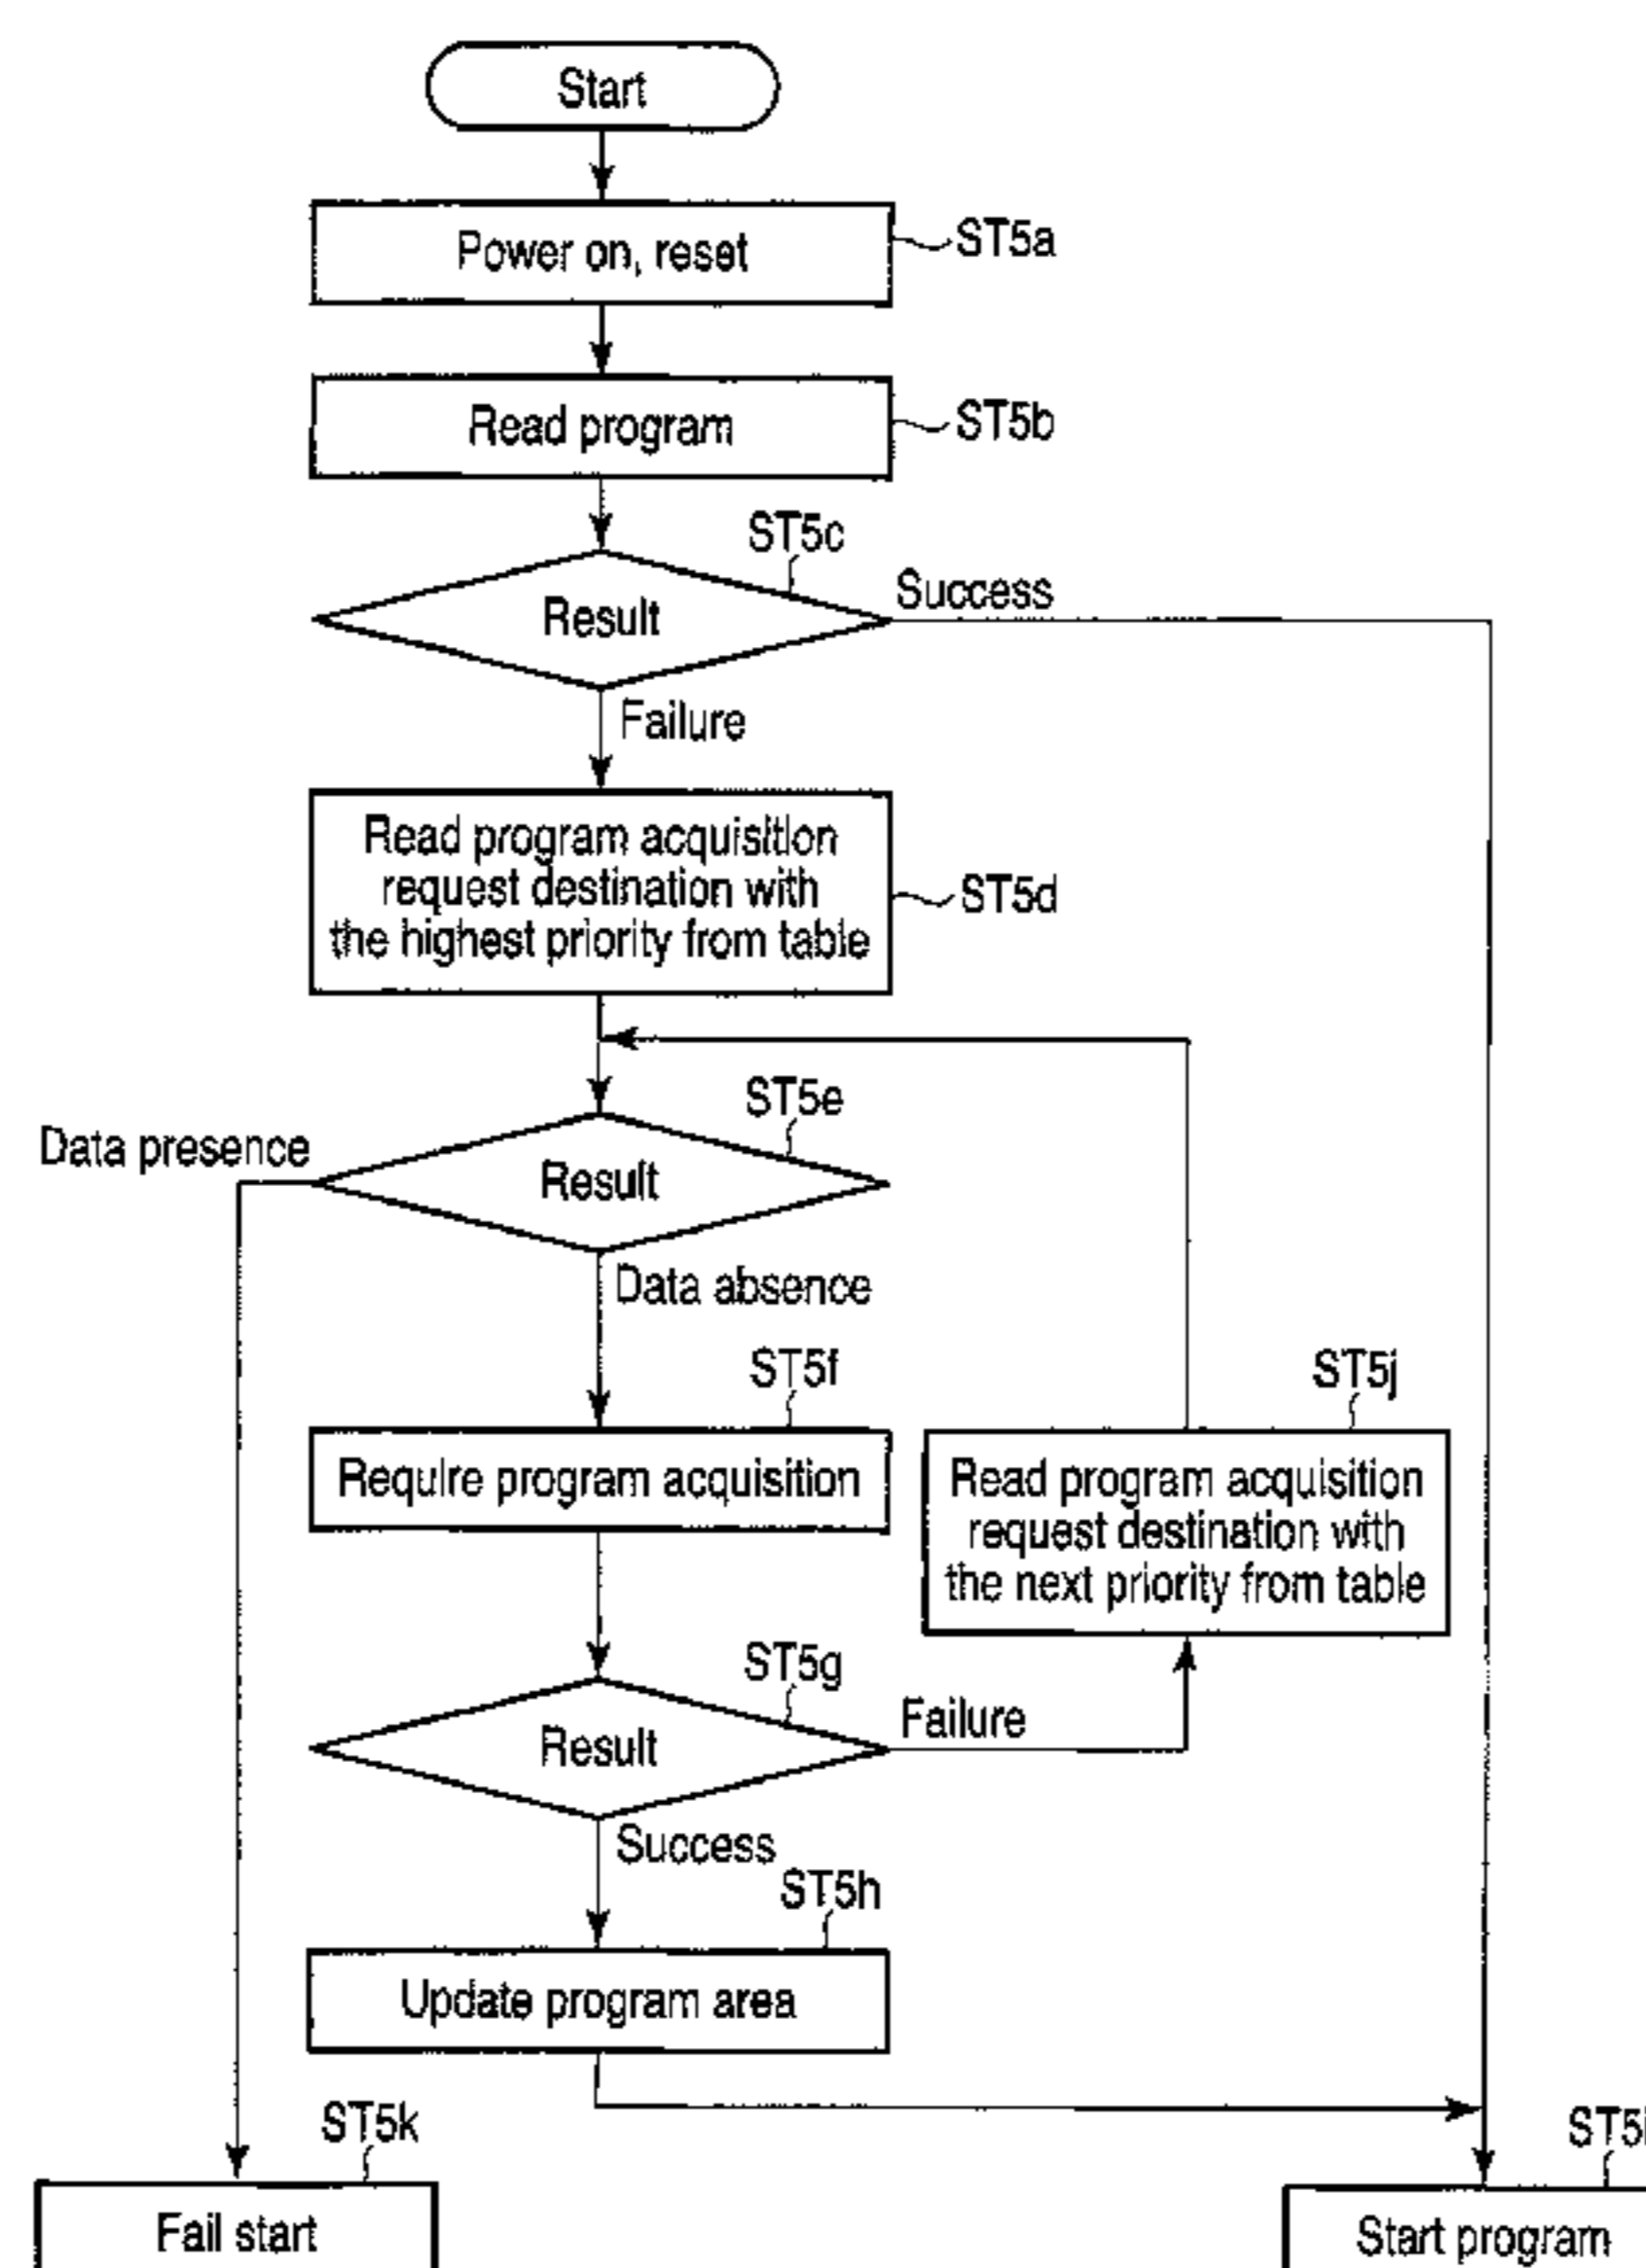 Start
Power on, reset
ST5a
Read program
ST5b
ST5c
Result
Success
Failure
Read program acquisition
request destination with
the highest priority from table
ST5d
ST5e
Data presence
Result
Data absence
ST5f
ST5j
Require program acquisition
Read program acquisition
request destination with
the next priority from table
ST5g
Result
Failure
Success
ST5h
Update program area
ST5k
ST5i
Fail start
Start program